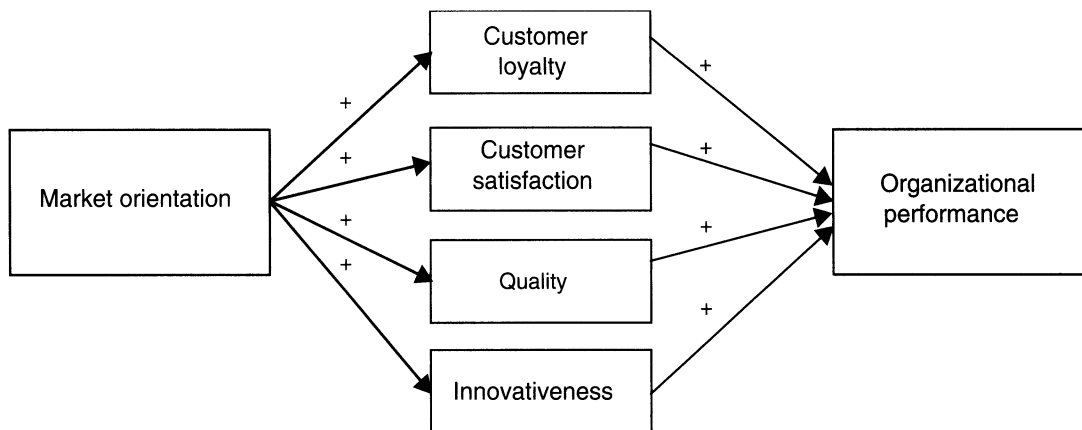 Customer
loyalty
+
+
+
Customer
satisfaction
+
+
Market orientation
Organizational
performance
+
+
Quality
+
Innovativeness